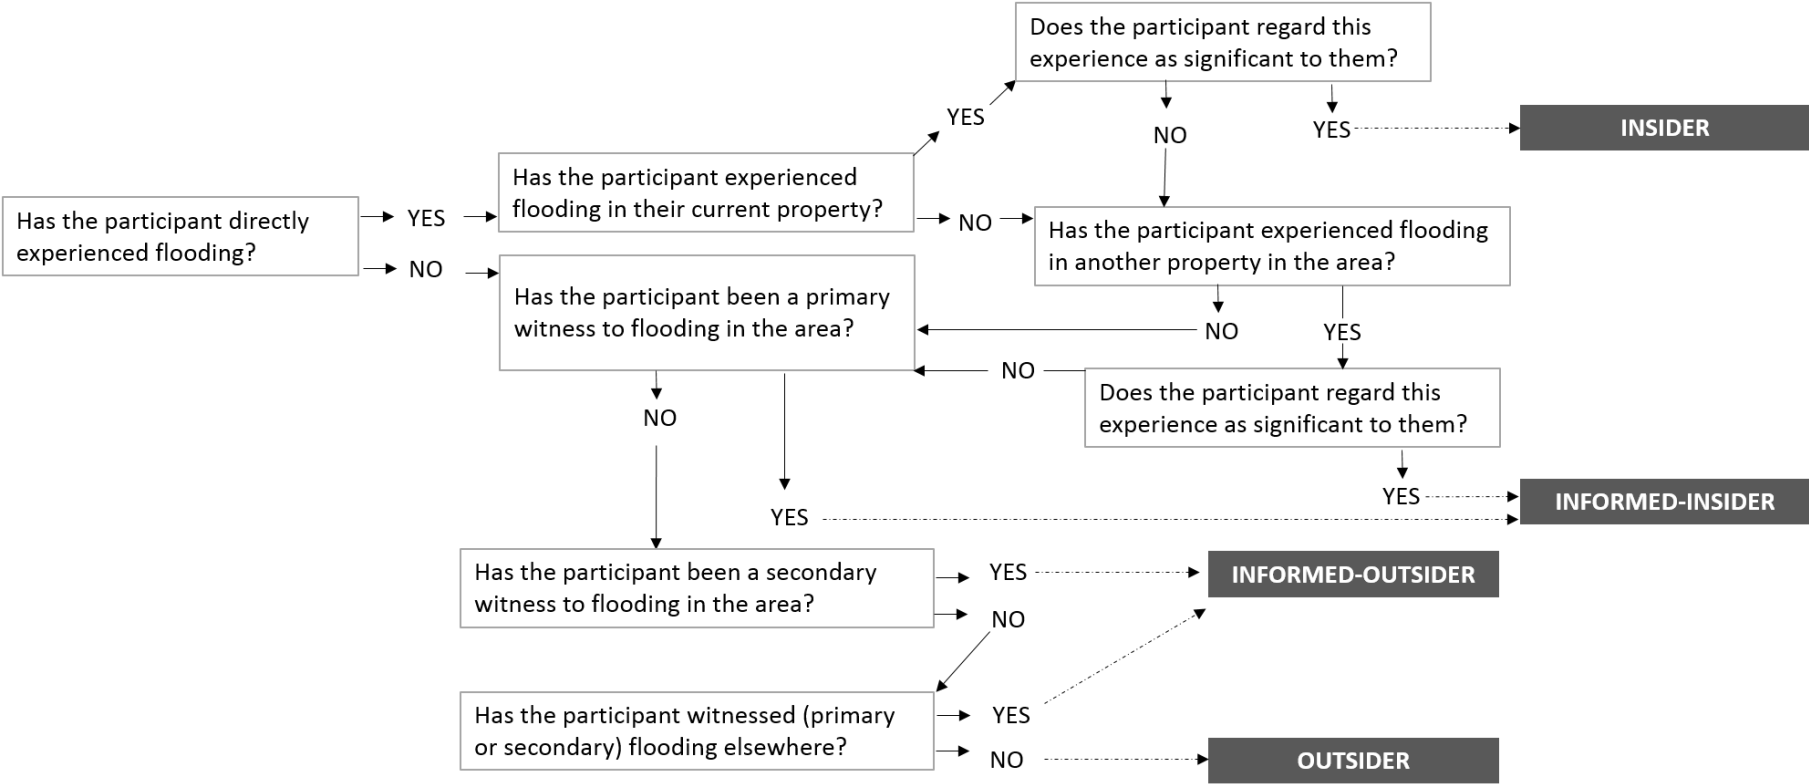 Does the participant regard this
experience as significant to them?
YES
NO
YES
INSIDER
Has the participant experienced
flooding in their current property?
Has the participant directly
experienced flooding?
YES
NO
NO
Has the participant experienced flooding
in another property in the area?
Has the participant been a primary
witness to flooding in the area?
NO
YES
NO
Does the participant regard this
experience as significant to them?
NO
YES
YES
INFORMED-INSIDER
Has the participant been a secondary
witness to flooding in the area?
YES
INFORMED-OUTSIDER
NO
Has the participant witnessed (primary
or secondary) flooding elsewhere?
YES
NO
OUTSIDER